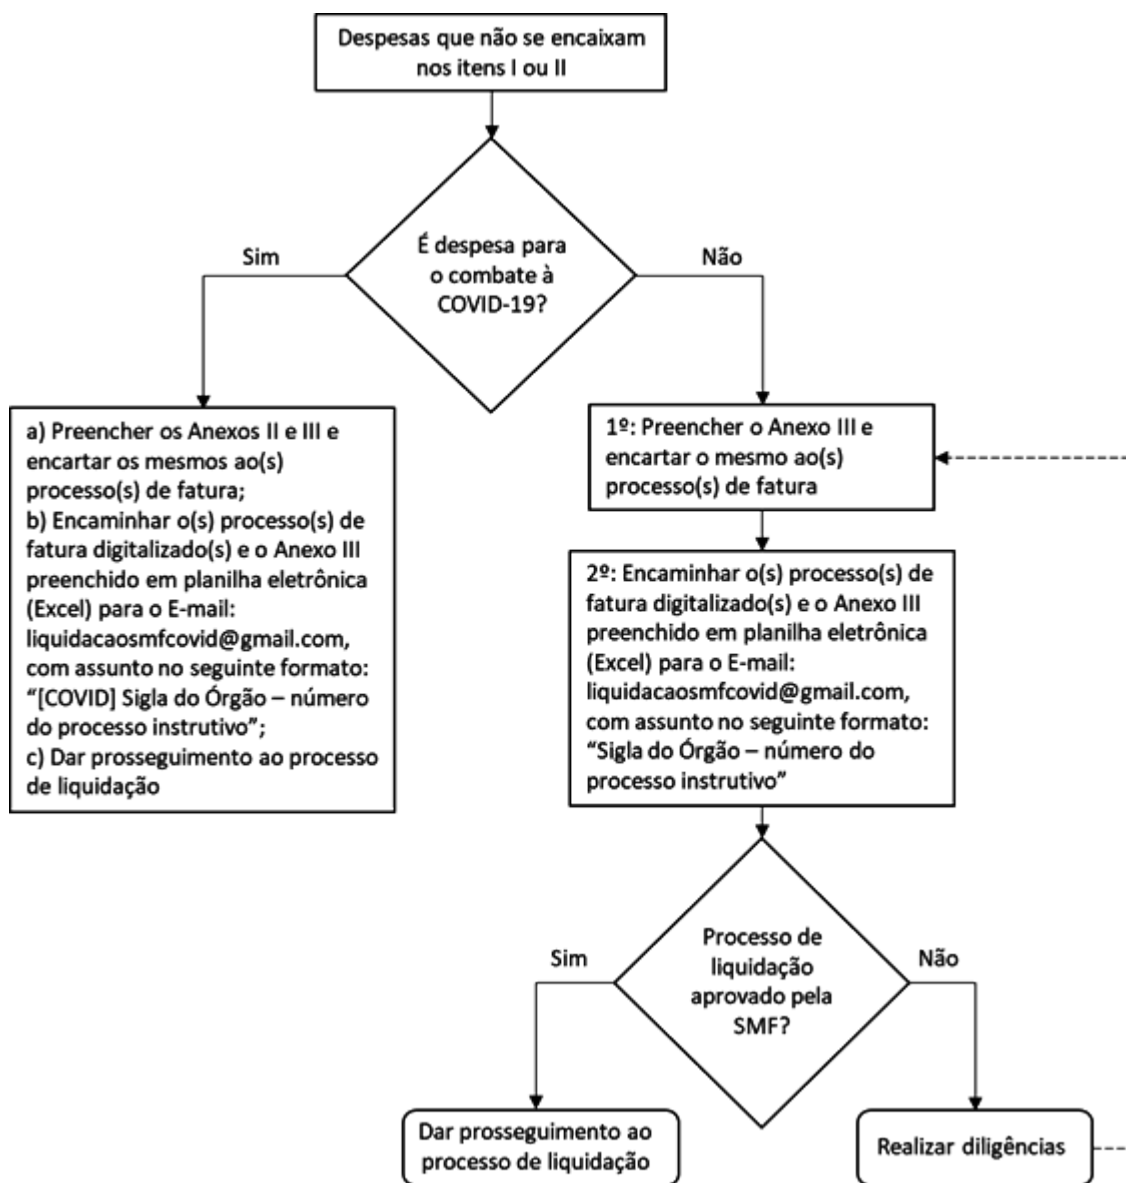 Despesas que não se encaixam
nos itens I ou II
É despesa para
o combate à
COVID-19?
Sim
Não
a) Preencher os Anexos II e III e
encartar os mesmos ao(s)
processo(s) de fatura;
b) Encaminhar o(s) processo(s) de
fatura digitalizado(s) e o Anexo III
preenchido em planilha eletrônica
(Excel) para o E-mail:
liquidacaosmfcovid@gmail.com,
com assunto no seguinte formato:
“[COVID] Sigla do Órgão – número
do processo instrutivo”;
c) Dar prosseguimento ao processo
de liquidação
1º: Preencher o Anexo III e
encartar o mesmo ao(s)
processo(s) de fatura
2º: Encaminhar o(s) processo(s) de
fatura digitalizado(s) e o Anexo III
preenchido em planilha eletrônica
(Excel) para o E-mail:
liquidacaosmfcovid@gmail.com,
com assunto no seguinte formato:
“Sigla do Órgão – número do
processo instrutivo”
Processo de
liquidação
aprovado pela
SMF?
Sim
Não
Dar prosseguimento ao
processo de liquidação
Realizar diligências